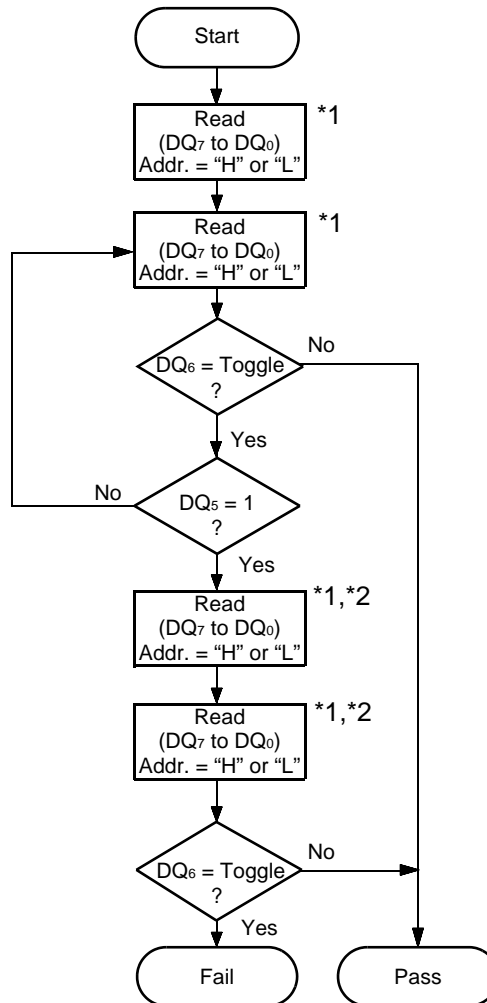 Start
Read
(DQ7 to DQ0)
Addr. = “H” or “L”
*1
Read
(DQ7 to DQ0)
Addr. = “H” or “L”
*1
DQ6 = Toggle
?
No
Yes
No
DQ5 = 1
?
Yes
Read
(DQ7 to DQ0)
Addr. = “H” or “L”
*1,*2
Read
(DQ7 to DQ0)
Addr. = “H” or “L”
*1,*2
DQ6 = Toggle
?
No
Yes
Fail
Pass